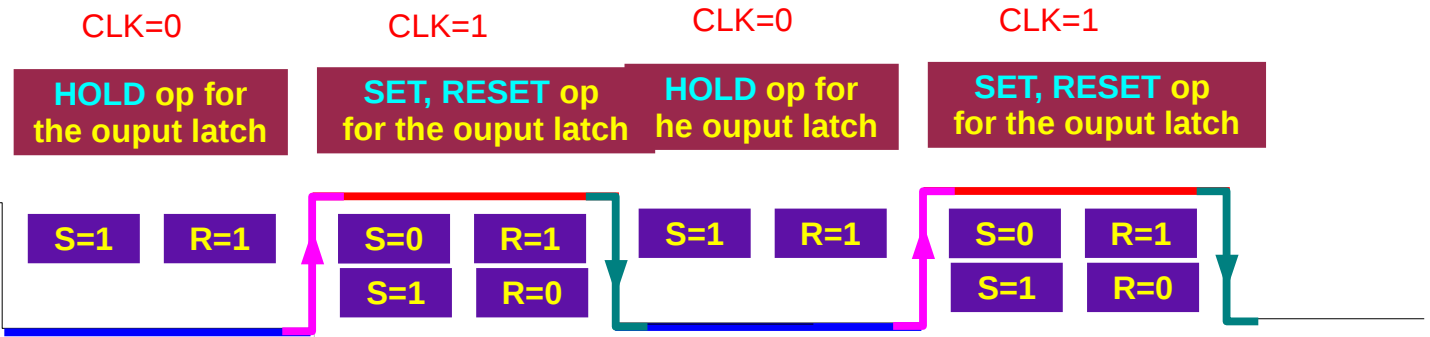 CLK=0
CLK=1
CLK=0
CLK=1
HOLD op for
the ouput latch
SET, RESET op
for the ouput latch
HOLD op for
he ouput latch
SET, RESET op
for the ouput latch
S=1 R=1
S=0 R=1
S=1 R=0
S=1 R=1
S=0 R=1
S=1 R=0